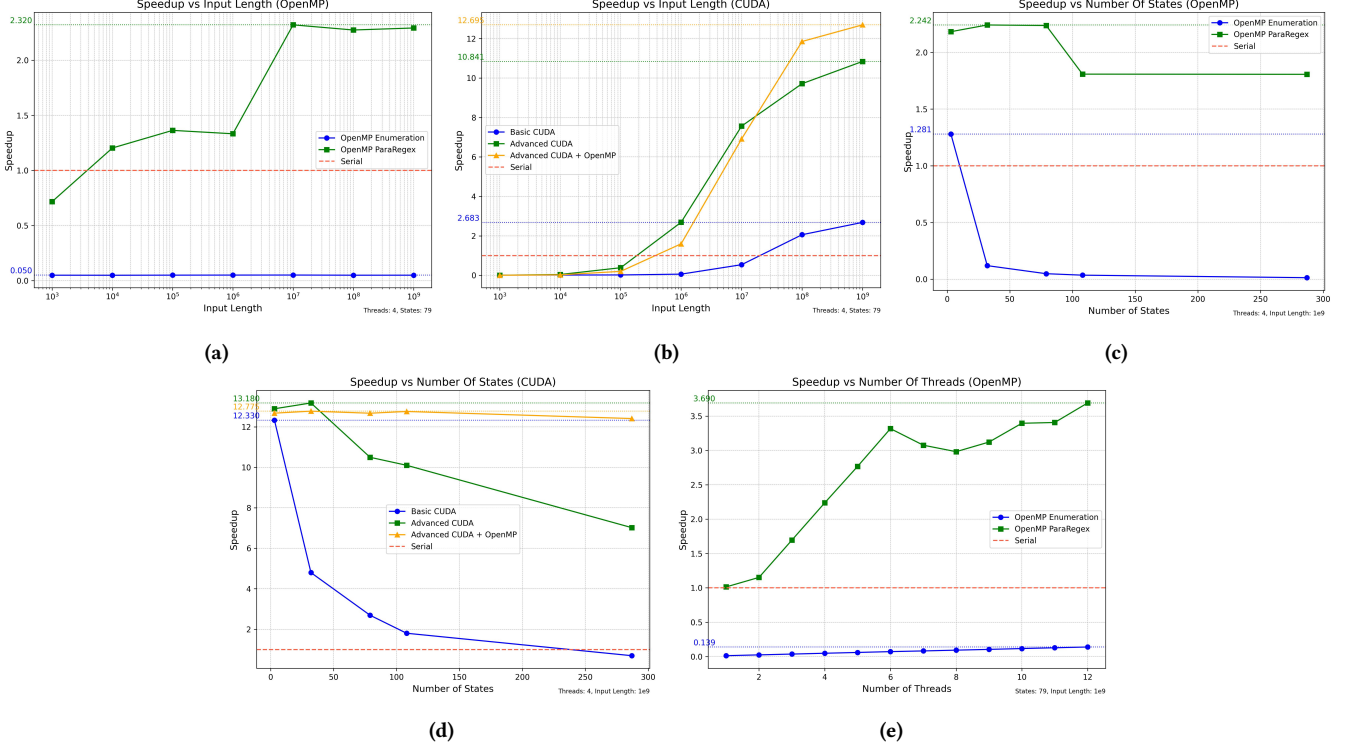 Speedup vs Input Length (OpenMP)
2.320
2.0
1.5
1.0
0.5
0.050
0.0
Speedup
OpenMP Enumeration
OpenMP ParaRegex
Serial
10³ 10⁴ 10⁵ 10⁶ 10⁷ 10⁸ 10⁹
Input Length
Threads: 4, States: 79
(a)
Speedup vs Input Length (CUDA)
12.695
12
10.841
10
8
6
4
2.683
2
0
Speedup
Basic CUDA
Advanced CUDA
Advanced CUDA + OpenMP
Serial
10³ 10⁴ 10⁵ 10⁶ 10⁷ 10⁸ 10⁹
Input Length
Threads: 4, States: 79
(b)
Speedup vs Number Of States (OpenMP)
2.242
2.0
1.5
1.281
1.0
0.5
0.0
Speedup
OpenMP Enumeration
OpenMP ParaRegex
Serial
0 50 100 150 200 250 300
Number of States
Threads: 4, Input Length: 1e9
(c)
Speedup vs Number Of States (CUDA)
13.180
12.775
12.330
12
10
8
6
4
2
Speedup
Basic CUDA
Advanced CUDA
Advanced CUDA + OpenMP
Serial
0 50 100 150 200 250 300
Number of States
Threads: 4, Input Length: 1e9
(d)
Speedup vs Number Of Threads (OpenMP)
3.690
3.5
3.0
2.5
2.0
1.5
1.0
0.5
0.139
0.0
Speedup
OpenMP Enumeration
OpenMP ParaRegex
Serial
2 4 6 8 10 12
Number of Threads
States: 79, Input Length: 1e9
(e)